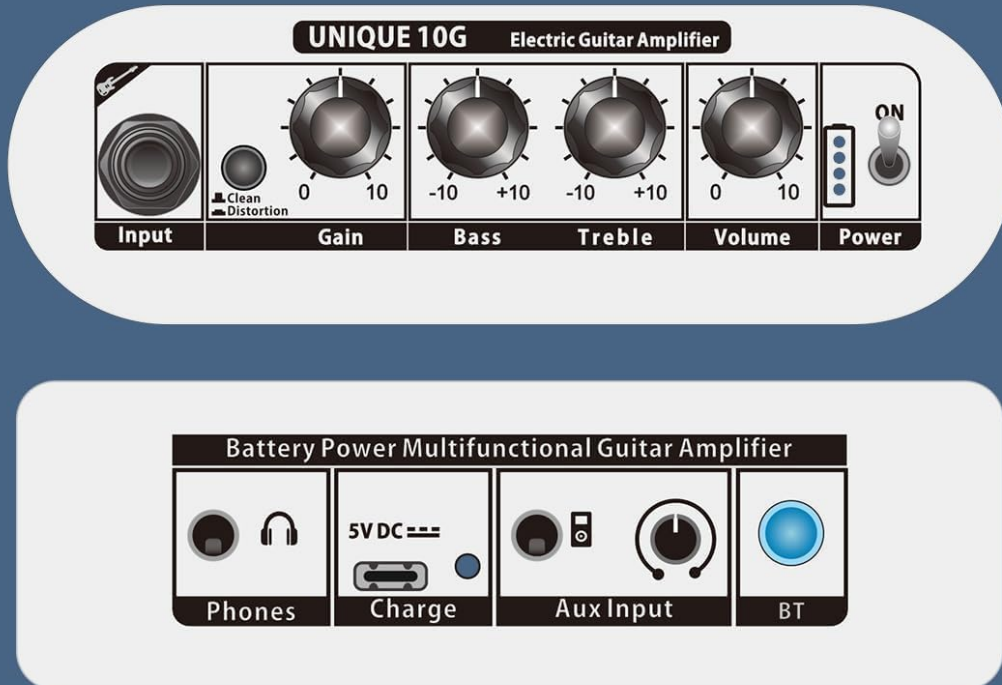 UNIQUE 10G Electric Guitar Amplifier
ON
0 10 -10 +10 -10 +10 0 10
Clean
Distortion
Input Gain Bass Treble Volume Power
Battery Power Multifunctional Guitar Amplifier
5V DC
Phones Charge Aux Input BT